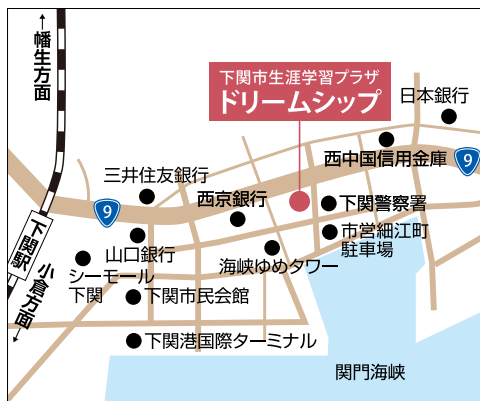 ←幡生方面
下関市生涯学習プラザ
ドリームシップ
日本銀行
西中国信用金庫
9
三井住友銀行
西京銀行
下関警察署
9
市営細江町
駐車場
山口銀行
海峡ゆめタワー
下関駅
小倉方面→
シーモール
下関
下関市民会館
下関港国際ターミナル
関門海峡